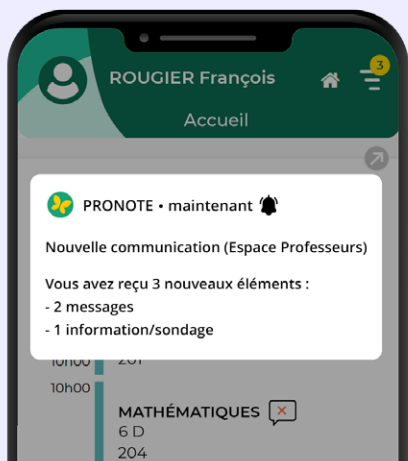 ROUGIER François
3
Accueil
PRONOTE • maintenant
Nouvelle communication (Espace Professeurs)
Vous avez reçu 3 nouveaux éléments :
- 2 messages
- 1 information/sondage
10h00
201
10h00
MATHÉMATIQUES
6 D
204